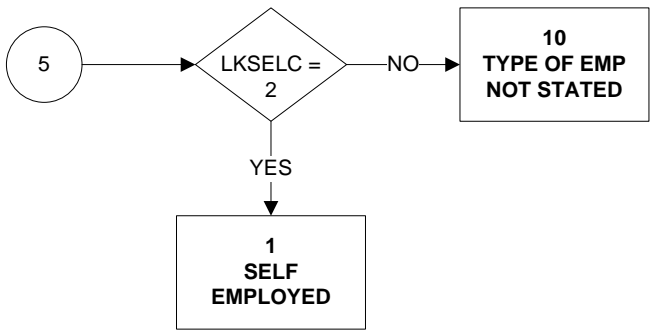 5
LKSELC =
2
NO
10
TYPE OF EMP
NOT STATED
YES
1
SELF
EMPLOYED